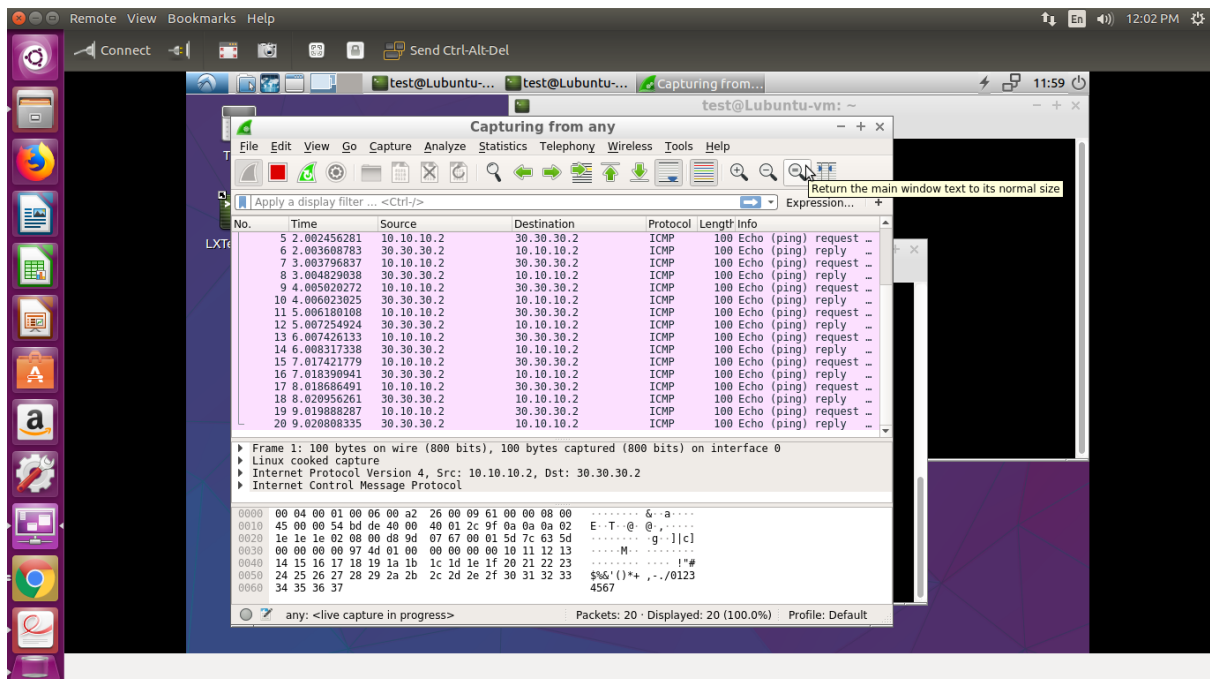 Remote View Bookmarks Help
En 12:02 PM
Connect Send Ctrl-Alt-Del
test@Lubuntu-... test@Lubuntu-... Capturing from... 11:59
test@Lubuntu-vm: ~
Capturing from any
File Edit View Go Capture Analyze Statistics Telephony Wireless Tools Help
Return the main window text to its normal size
Apply a display filter ... <Ctrl-/> Expression... +
No. Time Source Destination Protocol Length Info
5 2.002456281 10.10.10.2 30.30.30.2 ICMP 100 Echo (ping) request …
6 2.003608783 30.30.30.2 10.10.10.2 ICMP 100 Echo (ping) reply …
7 3.003796837 10.10.10.2 30.30.30.2 ICMP 100 Echo (ping) request …
8 3.004829038 30.30.30.2 10.10.10.2 ICMP 100 Echo (ping) reply …
9 4.005020272 10.10.10.2 30.30.30.2 ICMP 100 Echo (ping) request …
10 4.006023025 30.30.30.2 10.10.10.2 ICMP 100 Echo (ping) reply …
11 5.006180108 10.10.10.2 30.30.30.2 ICMP 100 Echo (ping) request …
12 5.007254924 30.30.30.2 10.10.10.2 ICMP 100 Echo (ping) reply …
13 6.007426133 10.10.10.2 30.30.30.2 ICMP 100 Echo (ping) request …
14 6.008317338 30.30.30.2 10.10.10.2 ICMP 100 Echo (ping) reply …
15 7.017421779 10.10.10.2 30.30.30.2 ICMP 100 Echo (ping) request …
16 7.018390941 30.30.30.2 10.10.10.2 ICMP 100 Echo (ping) reply …
17 8.018686491 10.10.10.2 30.30.30.2 ICMP 100 Echo (ping) request …
18 8.020956261 30.30.30.2 10.10.10.2 ICMP 100 Echo (ping) reply …
19 9.019888287 10.10.10.2 30.30.30.2 ICMP 100 Echo (ping) request …
20 9.020808335 30.30.30.2 10.10.10.2 ICMP 100 Echo (ping) reply …
LXTe
Frame 1: 100 bytes on wire (800 bits), 100 bytes captured (800 bits) on interface 0
Linux cooked capture
Internet Protocol Version 4, Src: 10.10.10.2, Dst: 30.30.30.2
Internet Control Message Protocol
0000 00 04 00 01 00 06 00 a2 26 00 09 61 00 00 08 00 ········ &··a····
0010 45 00 00 54 bd de 40 00 40 01 2c 9f 0a 0a 0a 02 E··T··@· @·,·····
0020 1e 1e 1e 02 08 00 d8 9d 07 67 00 01 5d 7c 63 5d ········ ·g··]|c]
0030 00 00 00 00 97 4d 01 00 00 00 00 00 10 11 12 13 ·····M·· ········
0040 14 15 16 17 18 19 1a 1b 1c 1d 1e 1f 20 21 22 23 ········ ···· !"#
0050 24 25 26 27 28 29 2a 2b 2c 2d 2e 2f 30 31 32 33 $%&'()*+ ,-./0123
0060 34 35 36 37 4567
any: <live capture in progress> Packets: 20 · Displayed: 20 (100.0%) Profile: Default